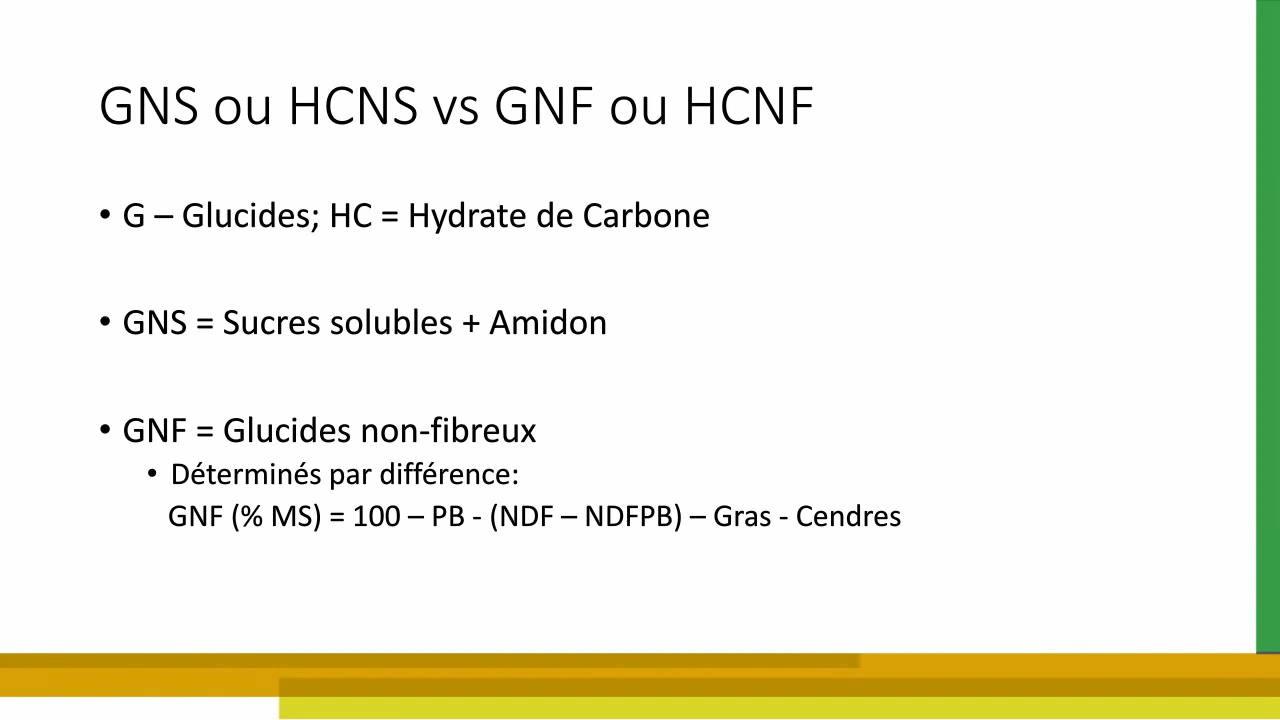 GNS ou HCNS vs GNF ou HCNF
• G – Glucides; HC = Hydrate de Carbone
• GNS = Sucres solubles + Amidon
• GNF = Glucides non-fibreux
• Déterminés par différence:
GNF (% MS) = 100 – PB - (NDF – NDFPB) – Gras - Cendres